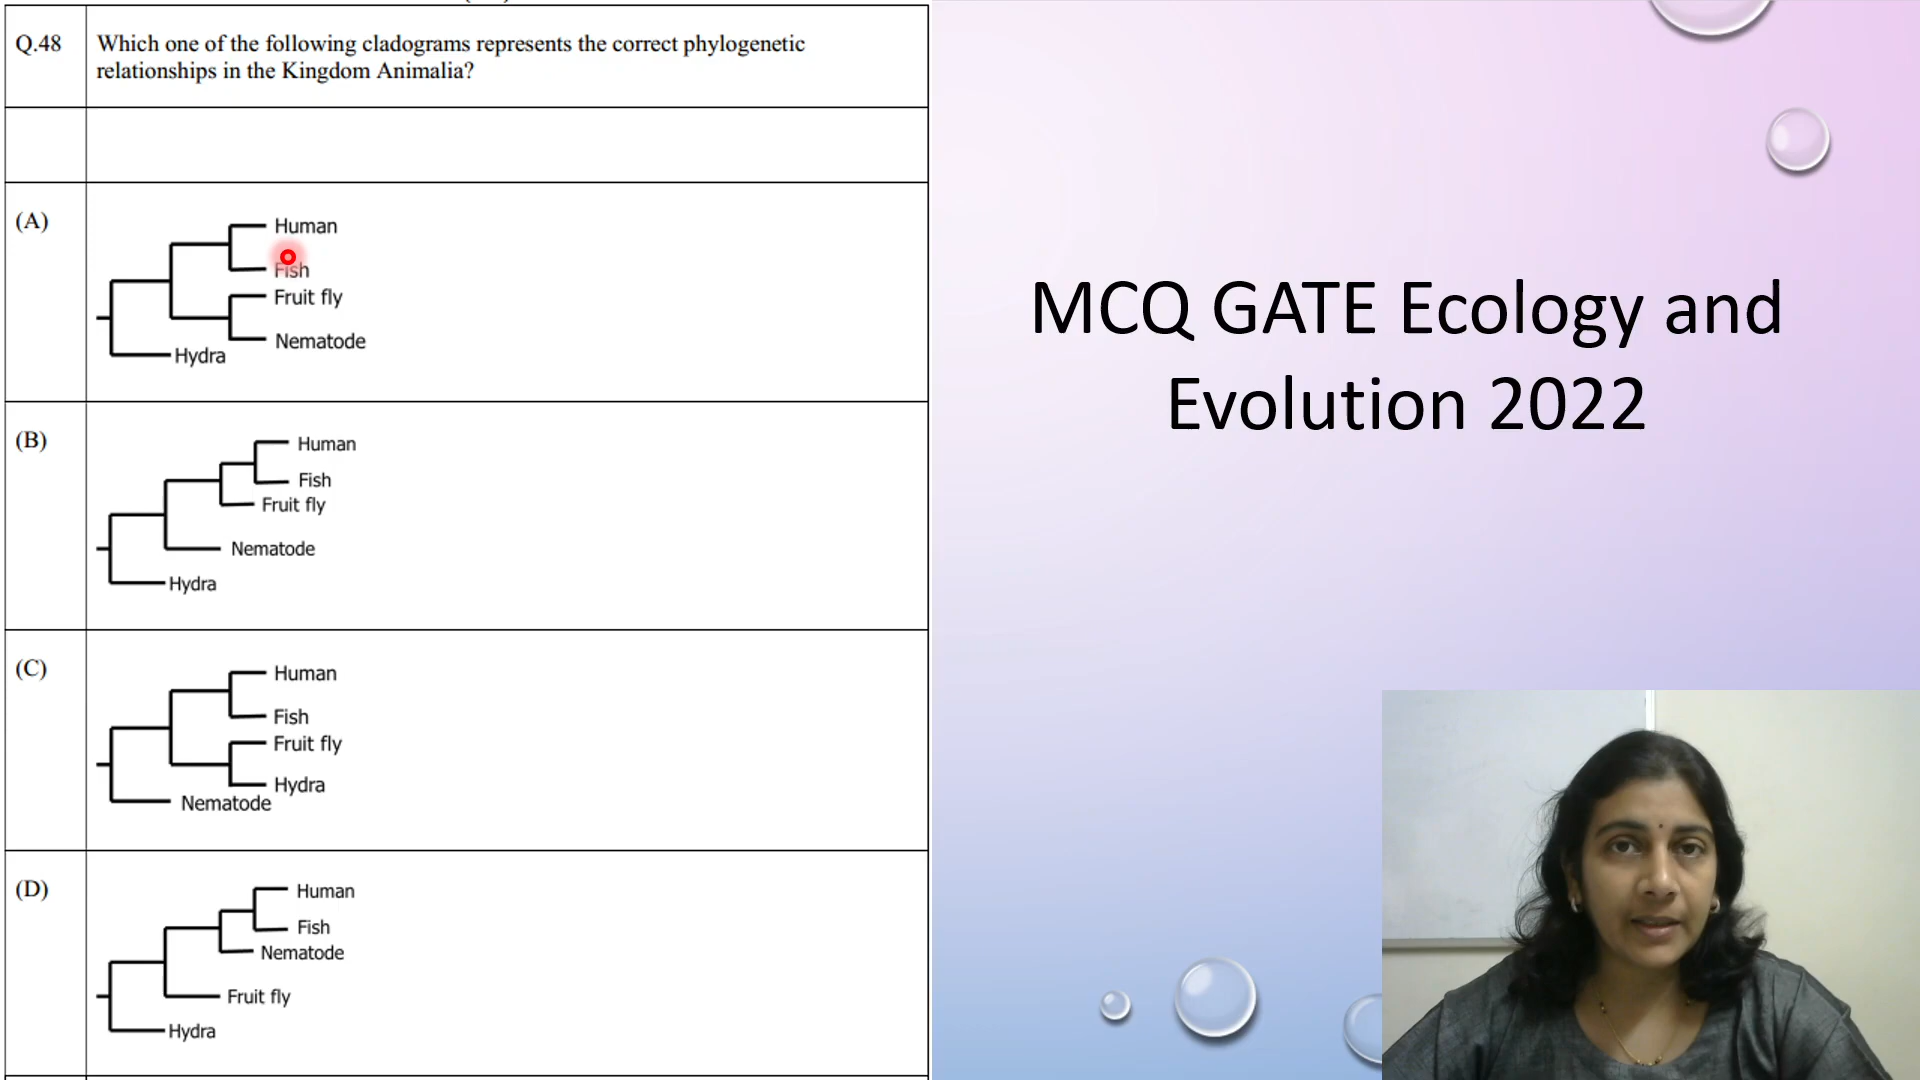 Q.48
Which one of the following cladograms represents the correct phylogenetic
relationships in the Kingdom Animalia?
(A)
Human
Fish
Fruit fly
Nematode
Hydra
(B)
Human
Fish
Fruit fly
Nematode
Hydra
(C)
Human
Fish
Fruit fly
Hydra
Nematode
(D)
Human
Fish
Nematode
Fruit fly
Hydra
MCQ GATE Ecology and
Evolution 2022